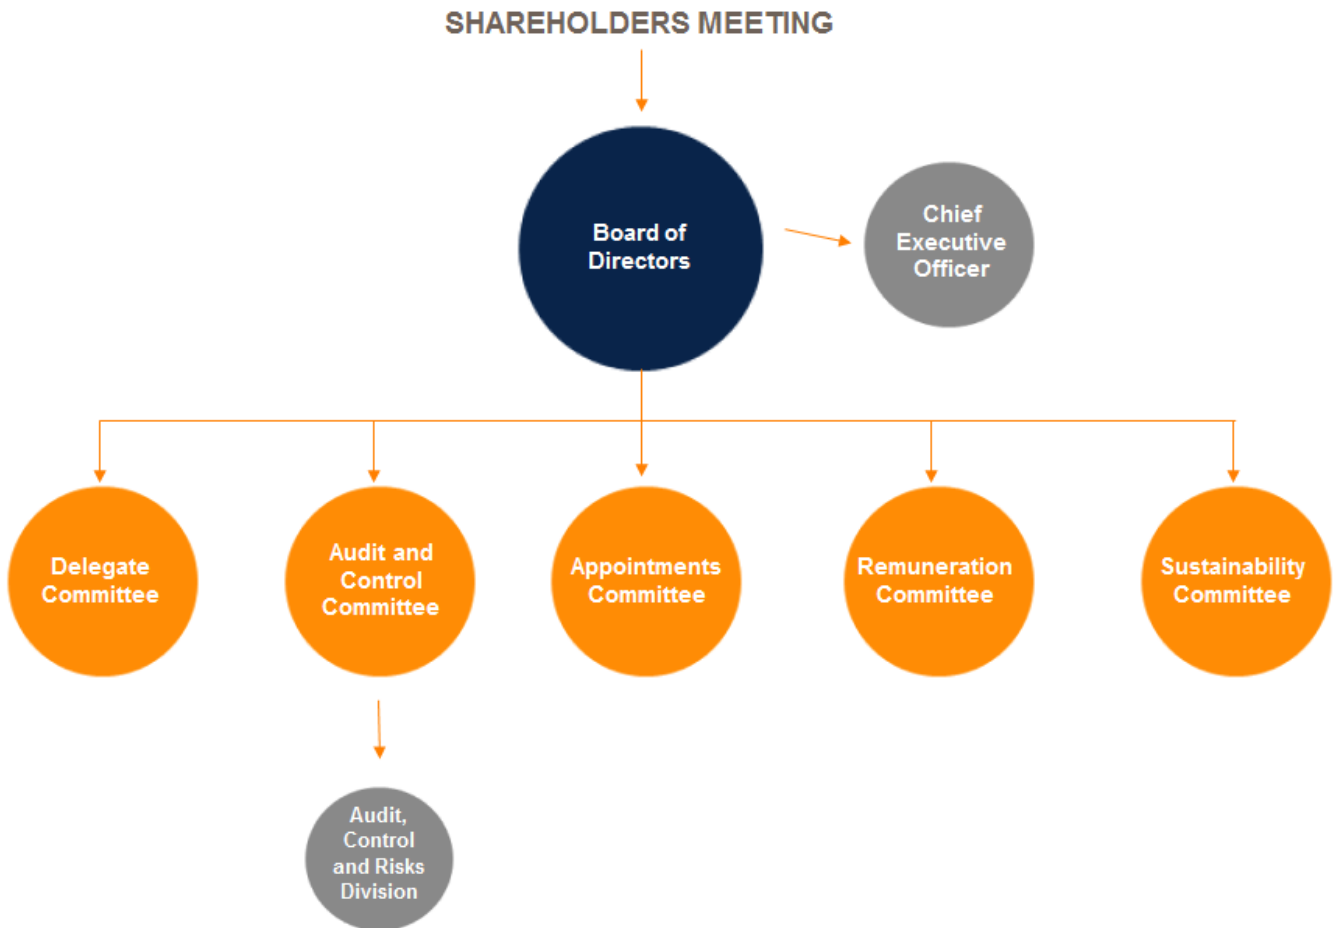 SHAREHOLDERS MEETING
Board of
Directors
Chief
Executive
Officer
Delegate
Committee
Audit and
Control
Committee
Appointments
Committee
Remuneration
Committee
Sustainability
Committee
Audit,
Control
and Risks
Division